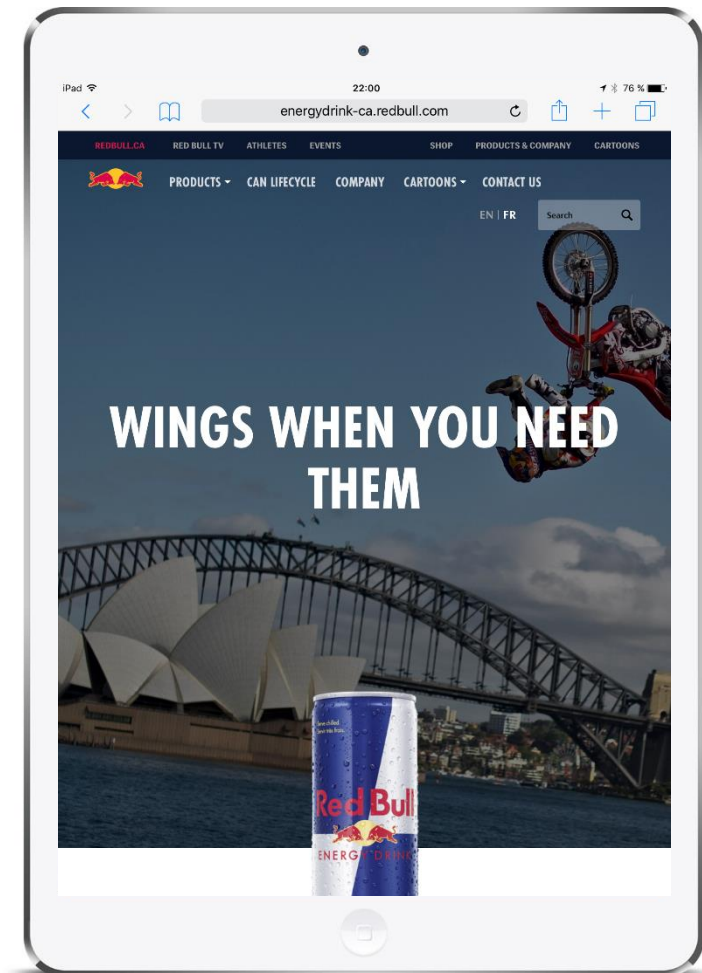 iPad 22:00 76 %
energydrink-ca.redbull.com
REDBULL.CA RED BULL TV ATHLETES EVENTS SHOP PRODUCTS & COMPANY CARTOONS
PRODUCTS CAN LIFECYCLE COMPANY CARTOONS CONTACT US
EN | FR Search
WINGS WHEN YOU NEED
THEM
Red Bull
ENERGY DRINK